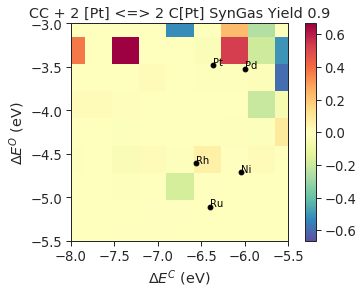 CC + 2 [Pt] <=> 2 C[Pt] SynGas Yield 0.9
−3.0
−3.5
−4.0
−4.5
−5.0
−5.5
ΔE^O (eV)
Pt
Pd
Rh
Ni
Ru
−8.0 −7.5 −7.0 −6.5 −6.0 −5.5
ΔE^C (eV)
0.6
0.4
0.2
0.0
−0.2
−0.4
−0.6